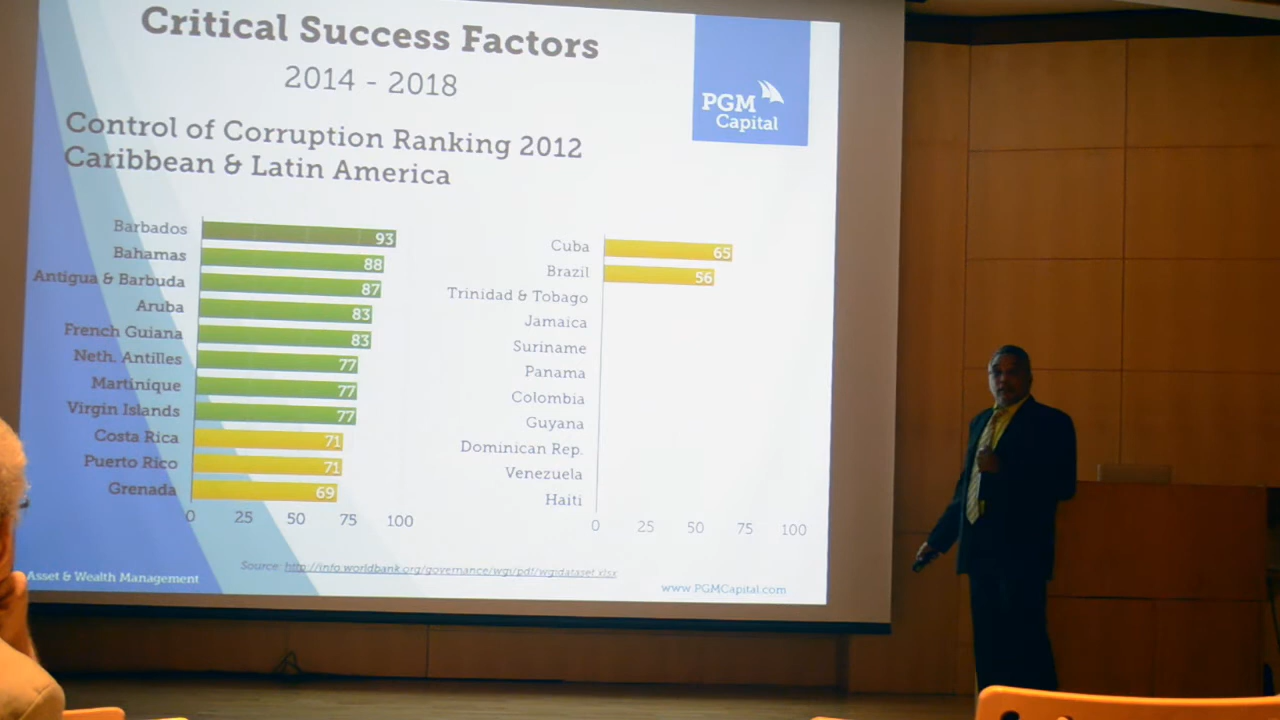 Critical Success Factors
2014 - 2018
PGM
Capital
Control of Corruption Ranking 2012
Caribbean & Latin America
Barbados 93
Bahamas 88
Antigua & Barbuda 87
Aruba 83
French Guiana 83
Neth. Antilles 77
Martinique 77
Virgin Islands 77
Costa Rica 71
Puerto Rico 71
Grenada 69
0 25 50 75 100
Cuba 65
Brazil 56
Trinidad & Tobago
Jamaica
Suriname
Panama
Colombia
Guyana
Dominican Rep.
Venezuela
Haiti
0 25 50 75 100
Source: http://info.worldbank.org/governance/wgi/pdf/wgidataset.xlsx
Asset & Wealth Management
www.PGMCapital.com